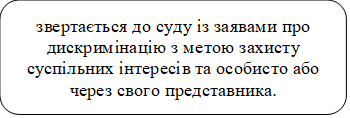 звертається до суду із заявами про
дискримінацію з метою захисту
суспільних інтересів та особисто або
через свого представника.